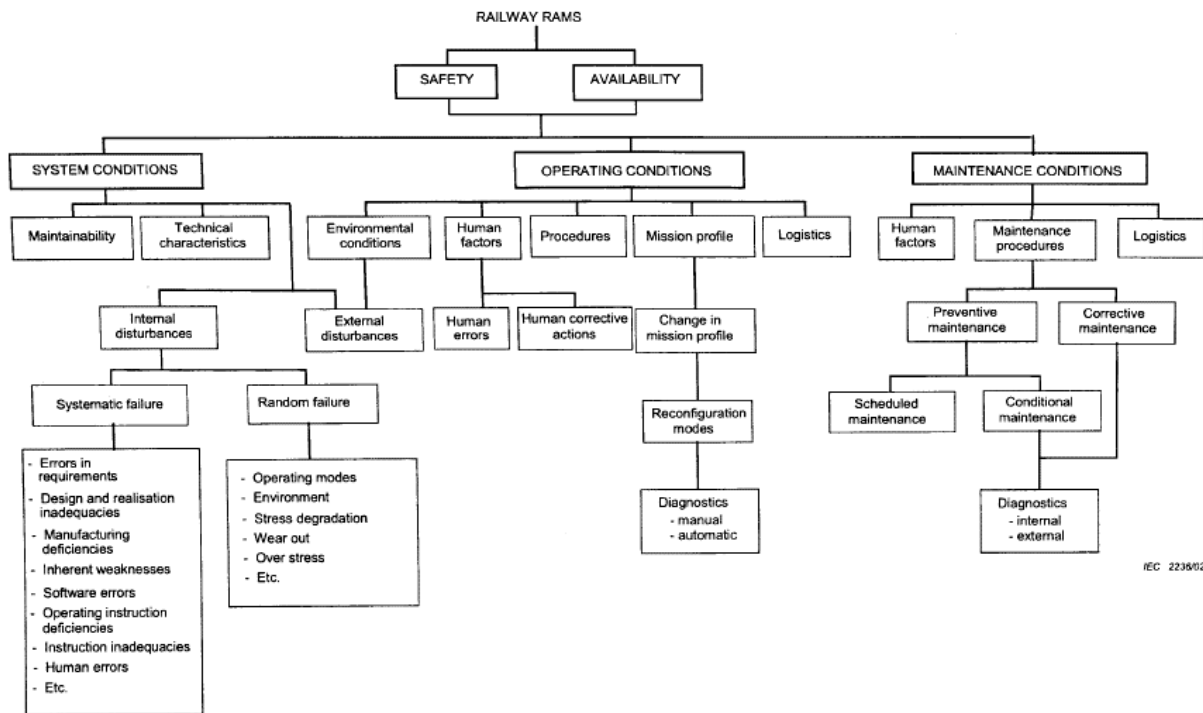 RAILWAY RAMS
SAFETY
AVAILABILITY
SYSTEM CONDITIONS
OPERATING CONDITIONS
MAINTENANCE CONDITIONS
Maintainability
Technical
characteristics
Environmental
conditions
Human
factors
Procedures
Mission profile
Logistics
Human
factors
Maintenance
procedures
Logistics
Internal
disturbances
External
disturbances
Human
errors
Human corrective
actions
Change in
mission profile
Preventive
maintenance
Corrective
maintenance
Systematic failure
Random failure
Reconfiguration
modes
Scheduled
maintenance
Conditional
maintenance
- Errors in
requirements
- Design and realisation
inadequacies
- Manufacturing
deficiencies
- Inherent weaknesses
- Software errors
- Operating instruction
deficiencies
- Instruction inadequacies
- Human errors
- Etc.
- Operating modes
- Environment
- Stress degradation
- Wear out
- Over stress
- Etc.
Diagnostics
- manual
- automatic
Diagnostics
- internal
- external
IEC 2236/02